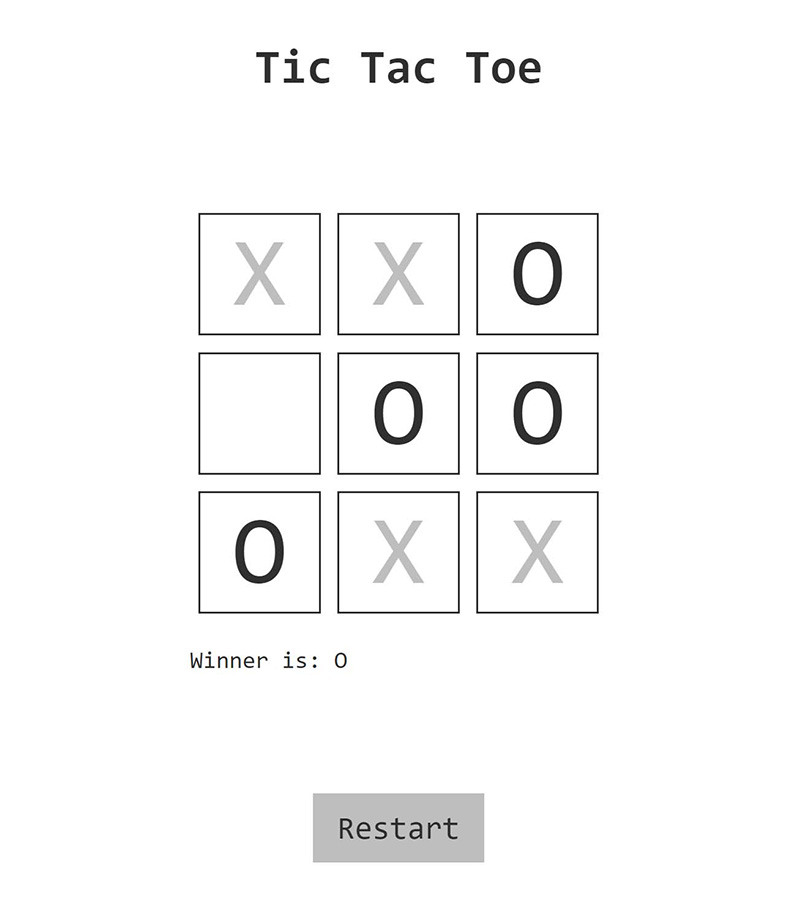 Tic Tac Toe
X X O
O O
O X X
Winner is: O
Restart